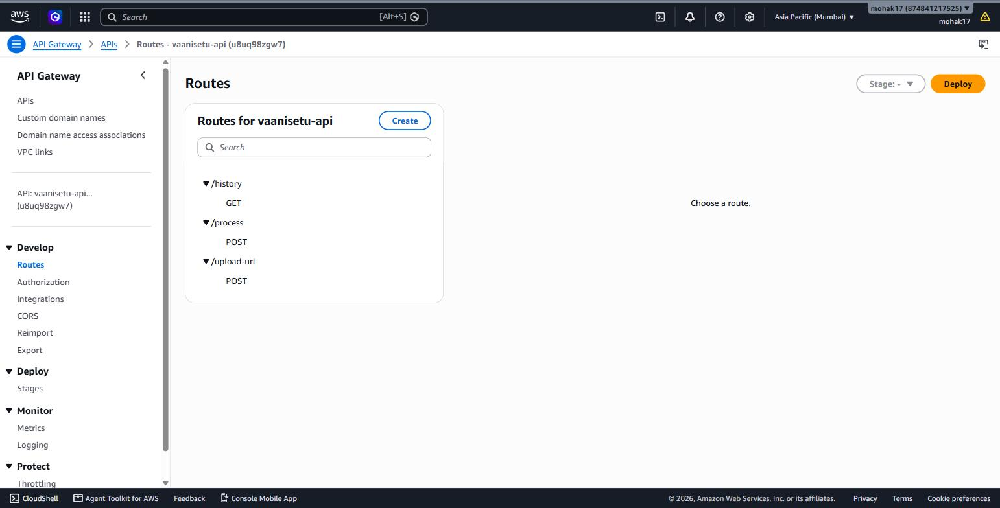 aws
Search [Alt+S]
Asia Pacific (Mumbai)
mohak17 (874841217525)
mohak17
API Gateway
APIs
Routes - vaanisetu-api (u8uq98zgw7)
API Gateway
APIs
Custom domain names
Domain name access associations
VPC links
API: vaanisetu-api...
(u8uq98zgw7)
Develop
Routes
Authorization
Integrations
CORS
Reimport
Export
Deploy
Stages
Monitor
Metrics
Logging
Protect
Throttling
Routes
Stage: -
Deploy
Routes for vaanisetu-api
Create
Search
/history
GET
/process
POST
/upload-url
POST
Choose a route.
CloudShell
Agent Toolkit for AWS
Feedback
Console Mobile App
© 2026, Amazon Web Services, Inc. or its affiliates.
Privacy
Terms
Cookie preferences